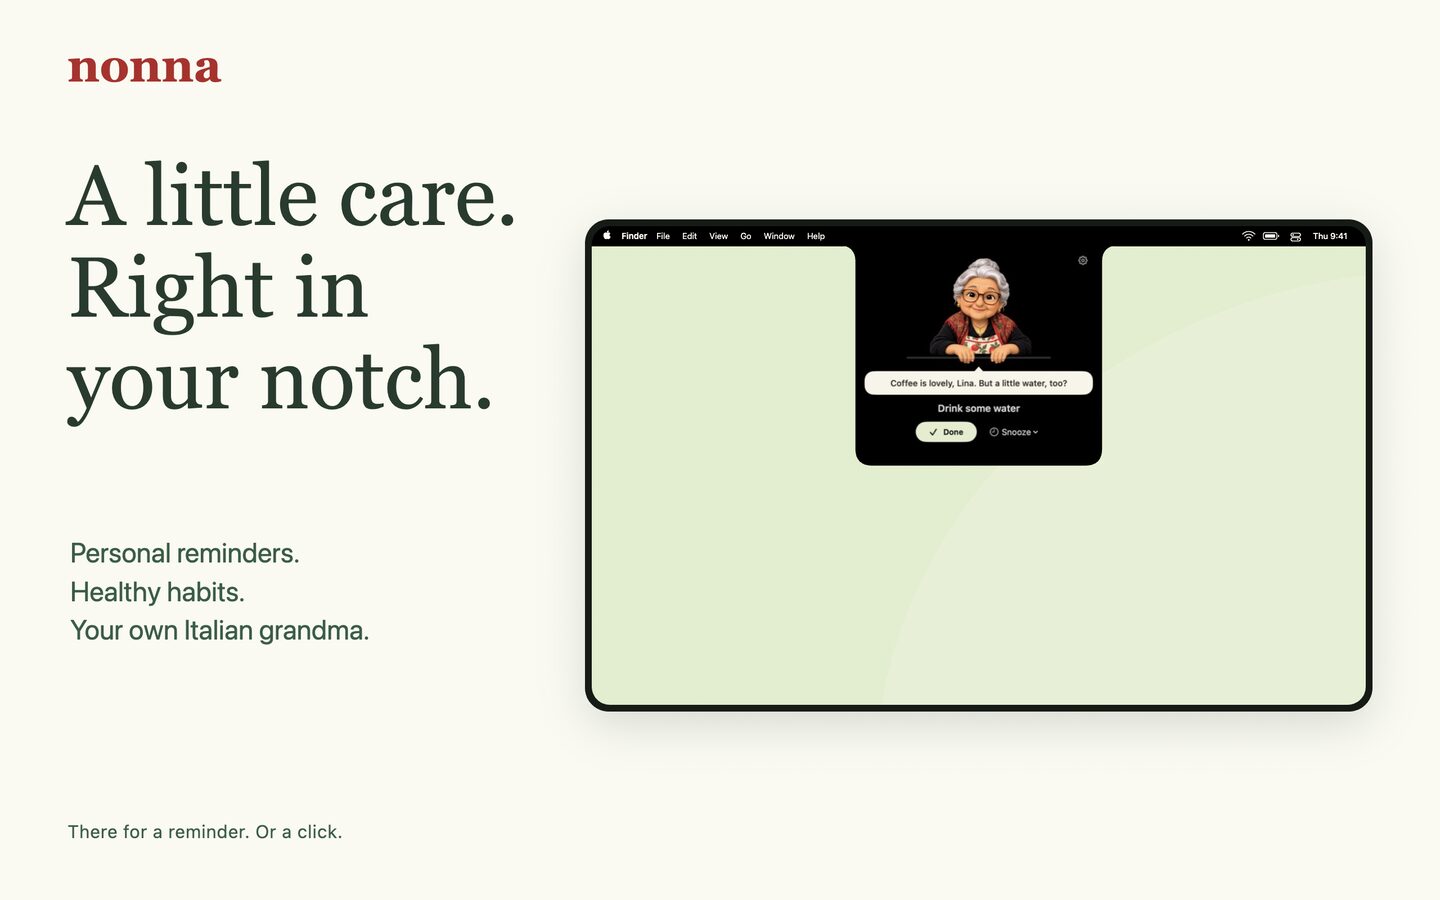 nonna
A little care.
Right in
your notch.
Personal reminders.
Healthy habits.
Your own Italian grandma.
There for a reminder. Or a click.
Finder File Edit View Go Window Help
Thu 9:41
Coffee is lovely, Lina. But a little water, too?
Drink some water
Done
Snooze